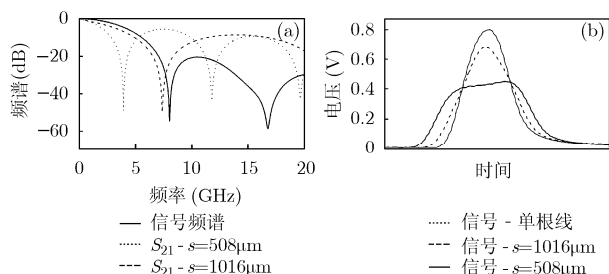 0
-20
-40
-60
频谱(dB)
(a)
0
5
10
15
20
频率 (GHz)
信号频谱
S₂₁ - s=508μm
S₂₁ - s=1016μm
0.8
0.6
0.4
0.2
0
电压 (V)
(b)
时间
信号 - 单根线
信号 - s=1016μm
信号 - s=508μm